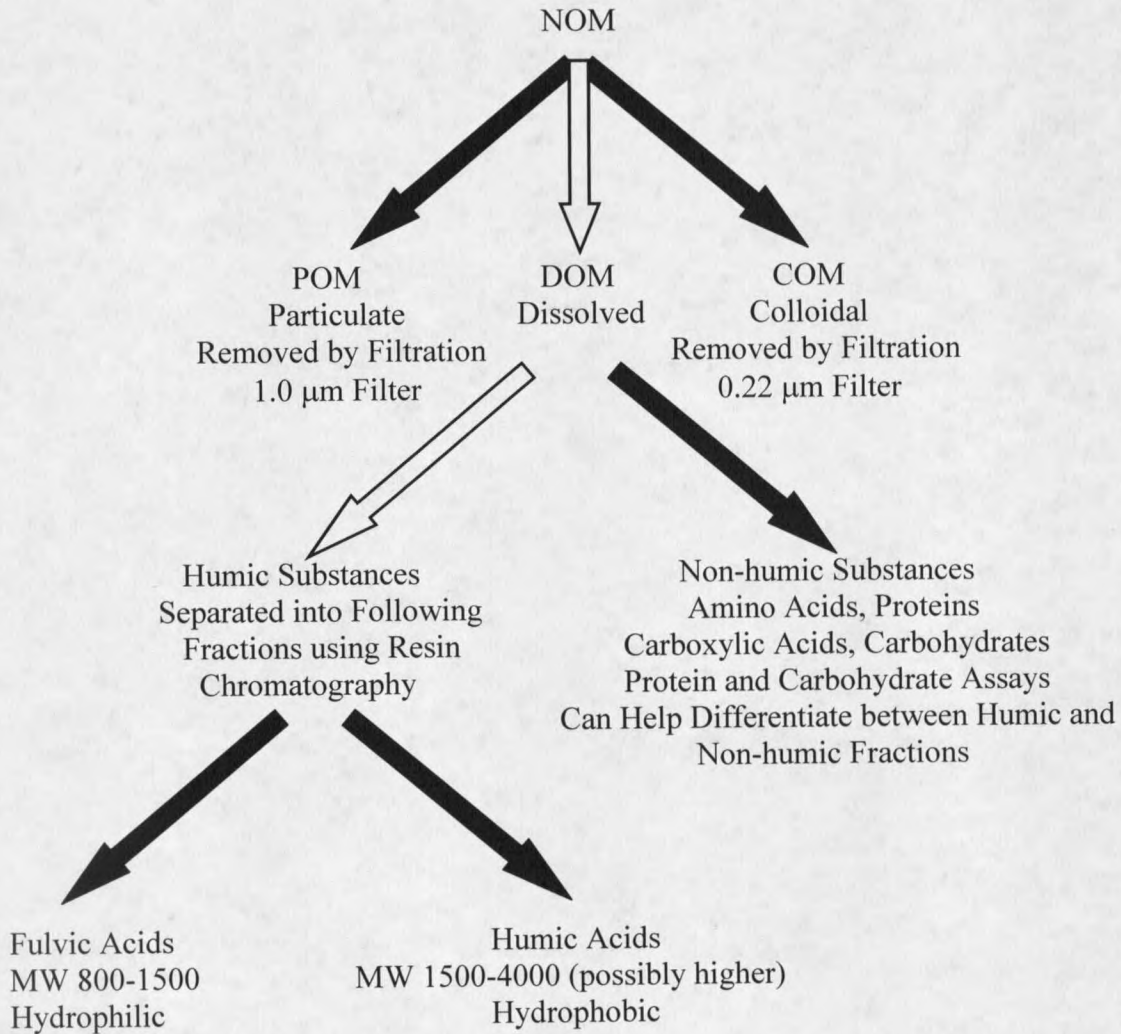 NOM
POM
Particulate
Removed by Filtration
1.0 μm Filter
DOM
Dissolved
COM
Colloidal
Removed by Filtration
0.22 μm Filter
Humic Substances
Separated into Following
Fractions using Resin
Chromatography
Non-humic Substances
Amino Acids, Proteins
Carboxylic Acids, Carbohydrates
Protein and Carbohydrate Assays
Can Help Differentiate between Humic and
Non-humic Fractions
Fulvic Acids
MW 800-1500
Hydrophilic
Humic Acids
MW 1500-4000 (possibly higher)
Hydrophobic